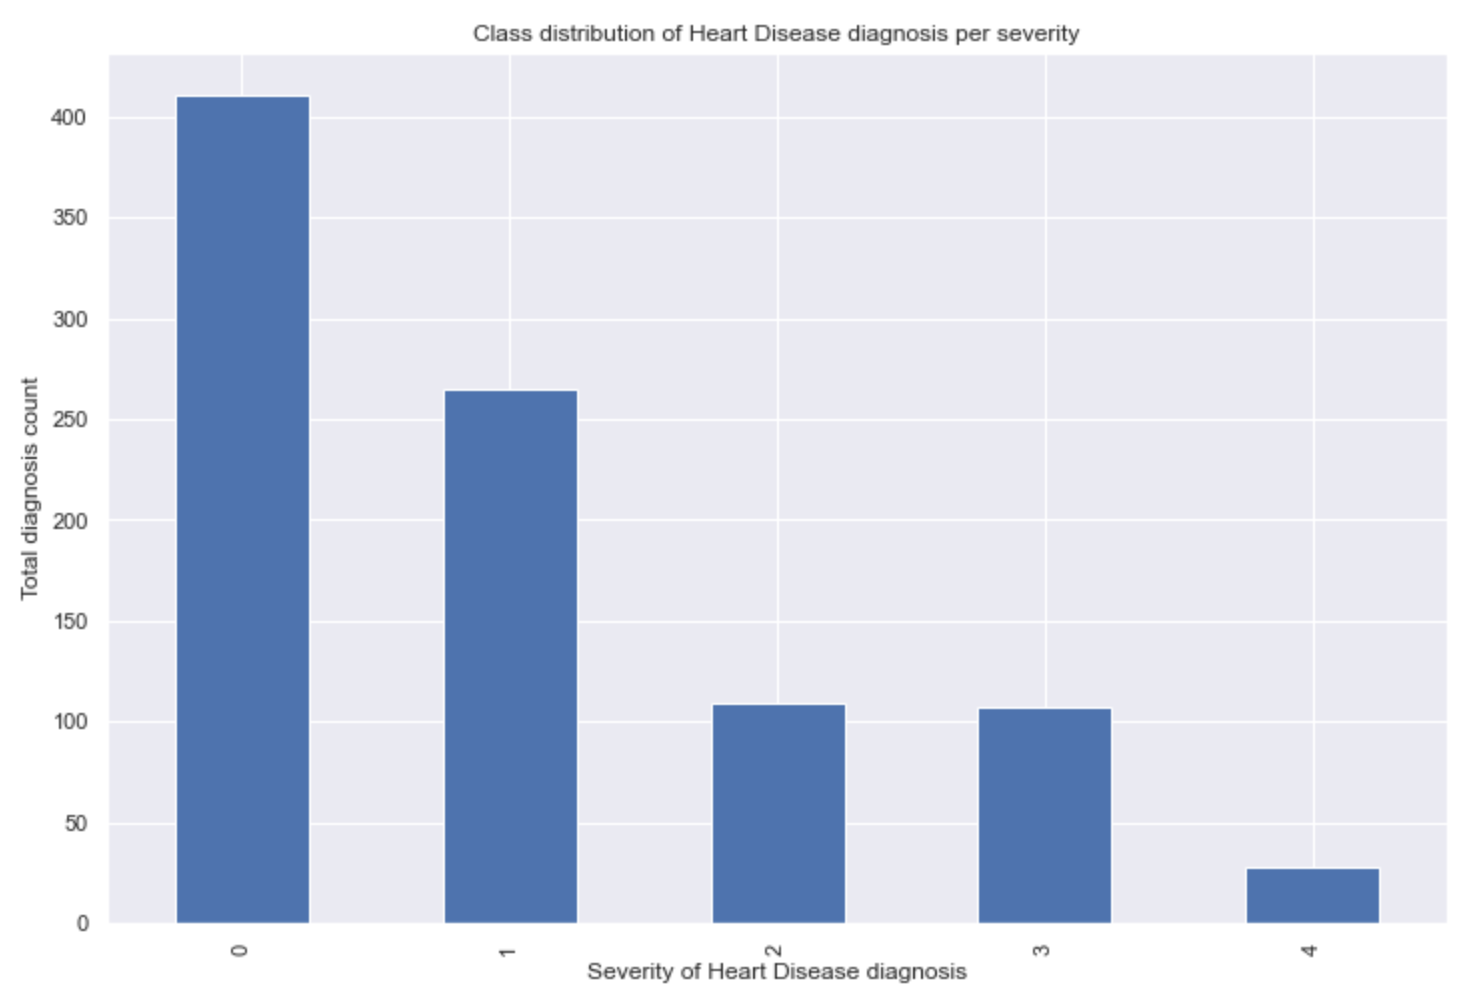 Class distribution of Heart Disease diagnosis per severity
Total diagnosis count
400
350
300
250
200
150
100
50
0
0 1 2 3 4
Severity of Heart Disease diagnosis